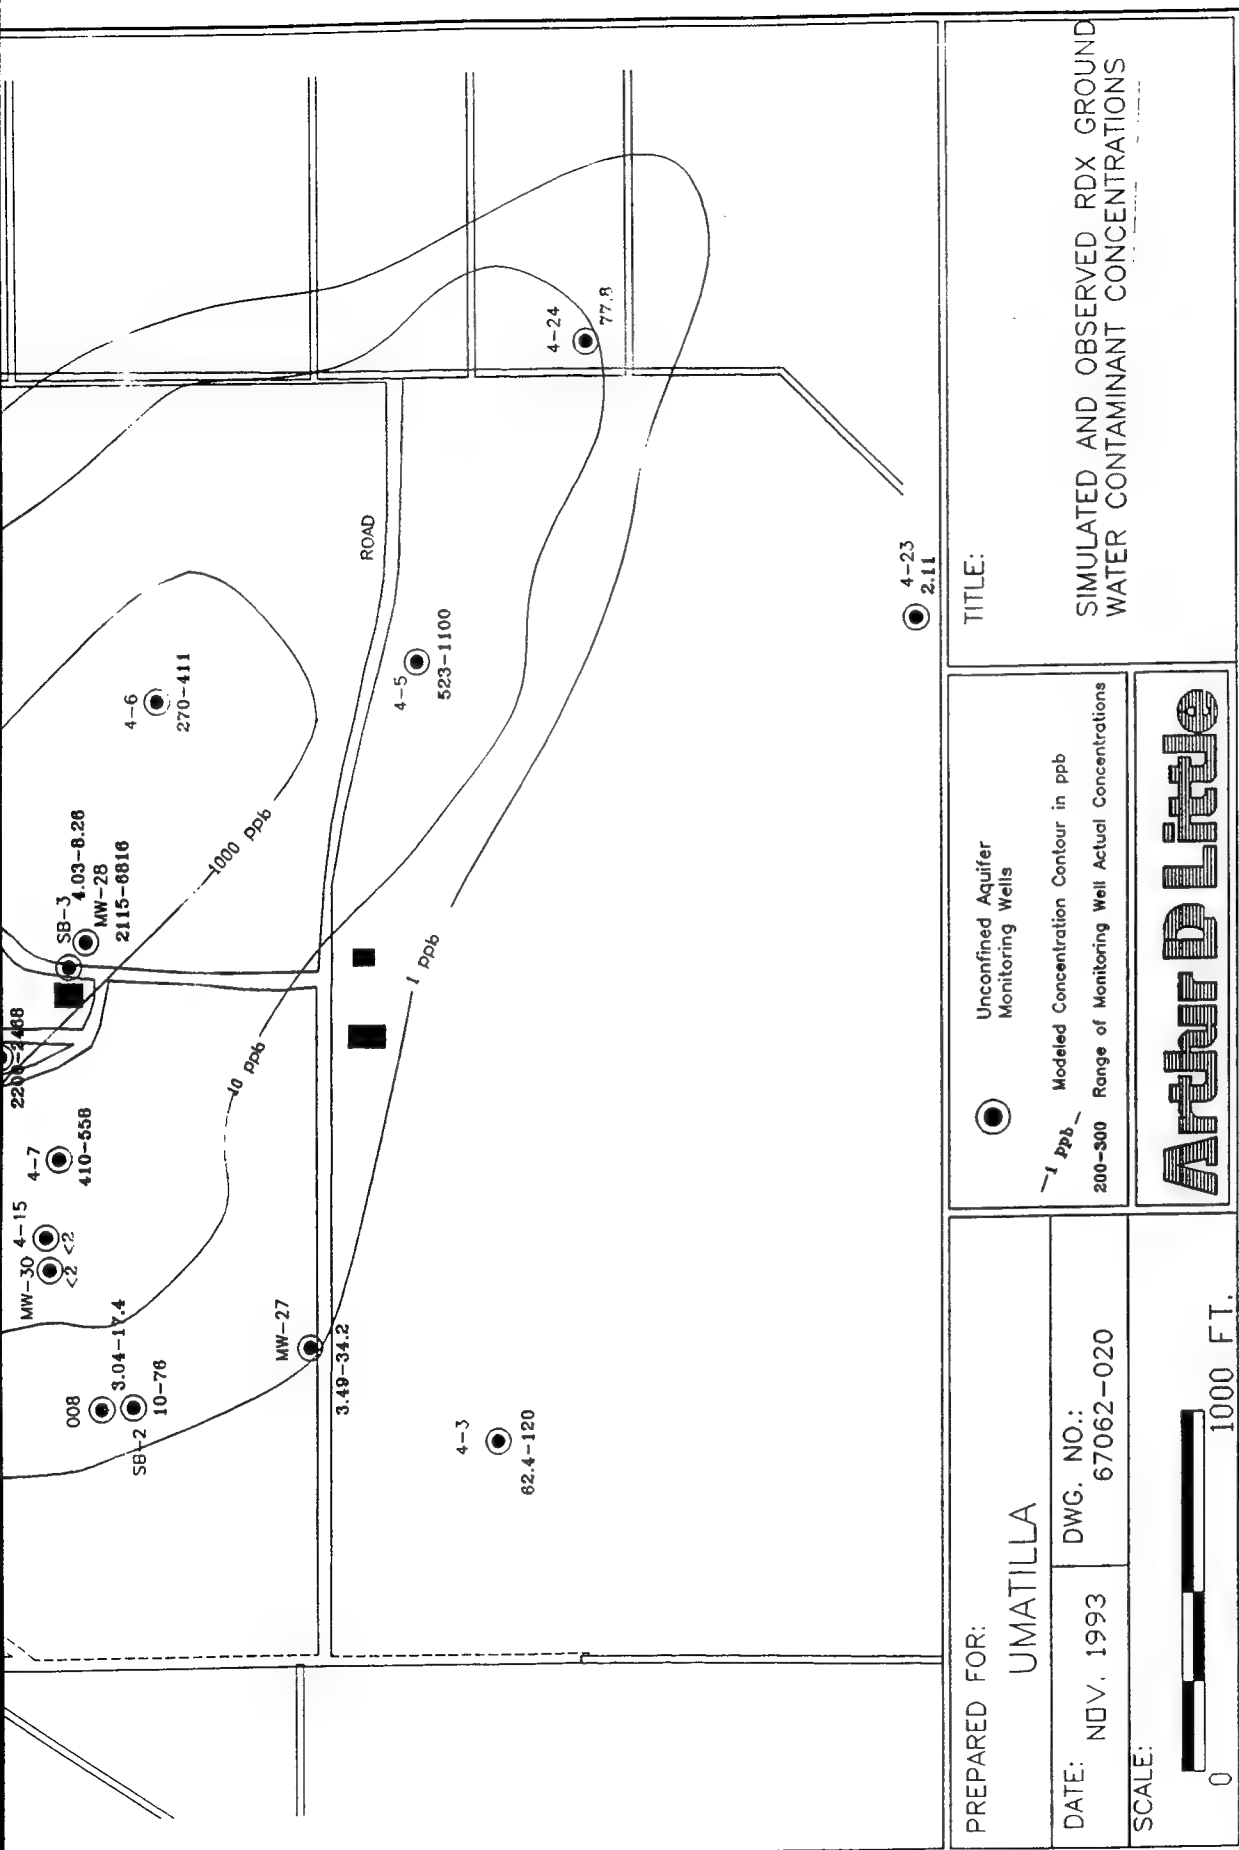 2206-2468
SB-3
4.03-8.26
MW-28
2115-6816
4-6
270-411
1000 ppb
ROAD
4-24
77.8
4-5
523-1100
4-23
2.11
4-7
410-558
4-15
<2
MW-30
<2
10 ppb
1 ppb
008
3.04-17.4
SB-2
10-76
MW-27
3.49-34.2
4-3
62.4-120
PREPARED FOR:
UMATILLA
DATE:
NOV. 1993
DWG. NO.:
67062-020
SCALE:
0
1000 FT.
Unconfined Aquifer
Monitoring Wells
1 ppb
Modeled Concentration Contour in ppb
200-300 Range of Monitoring Well Actual Concentrations
Arthur D Little
TITLE:
SIMULATED AND OBSERVED RDX GROUND
WATER CONTAMINANT CONCENTRATIONS